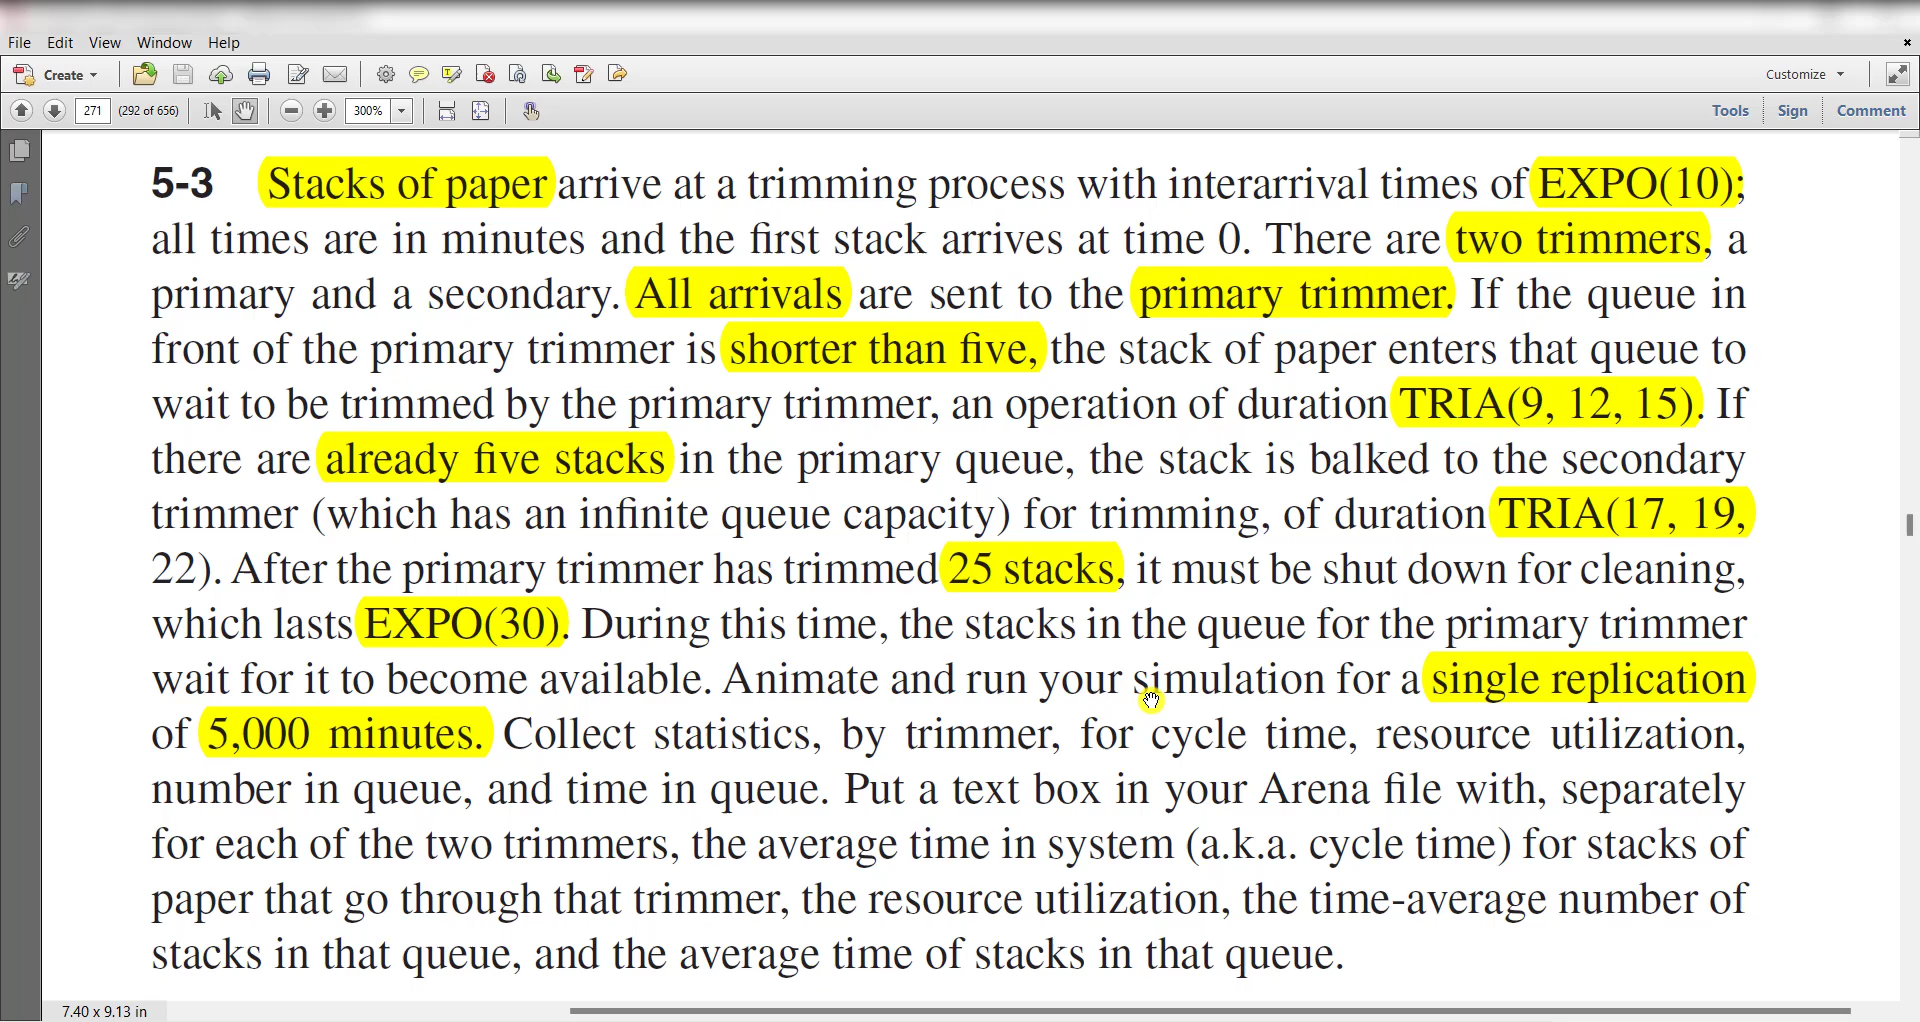 File Edit View Window Help
Create
Customize
271 (292 of 656) 300% Tools Sign Comment
5-3 Stacks of paper arrive at a trimming process with interarrival times of EXPO(10);
all times are in minutes and the first stack arrives at time 0. There are two trimmers, a
primary and a secondary. All arrivals are sent to the primary trimmer. If the queue in
front of the primary trimmer is shorter than five, the stack of paper enters that queue to
wait to be trimmed by the primary trimmer, an operation of duration TRIA(9, 12, 15). If
there are already five stacks in the primary queue, the stack is balked to the secondary
trimmer (which has an infinite queue capacity) for trimming, of duration TRIA(17, 19,
22). After the primary trimmer has trimmed 25 stacks, it must be shut down for cleaning,
which lasts EXPO(30). During this time, the stacks in the queue for the primary trimmer
wait for it to become available. Animate and run your simulation for a single replication
of 5,000 minutes. Collect statistics, by trimmer, for cycle time, resource utilization,
number in queue, and time in queue. Put a text box in your Arena file with, separately
for each of the two trimmers, the average time in system (a.k.a. cycle time) for stacks of
paper that go through that trimmer, the resource utilization, the time-average number of
stacks in that queue, and the average time of stacks in that queue.
7.40 x 9.13 in